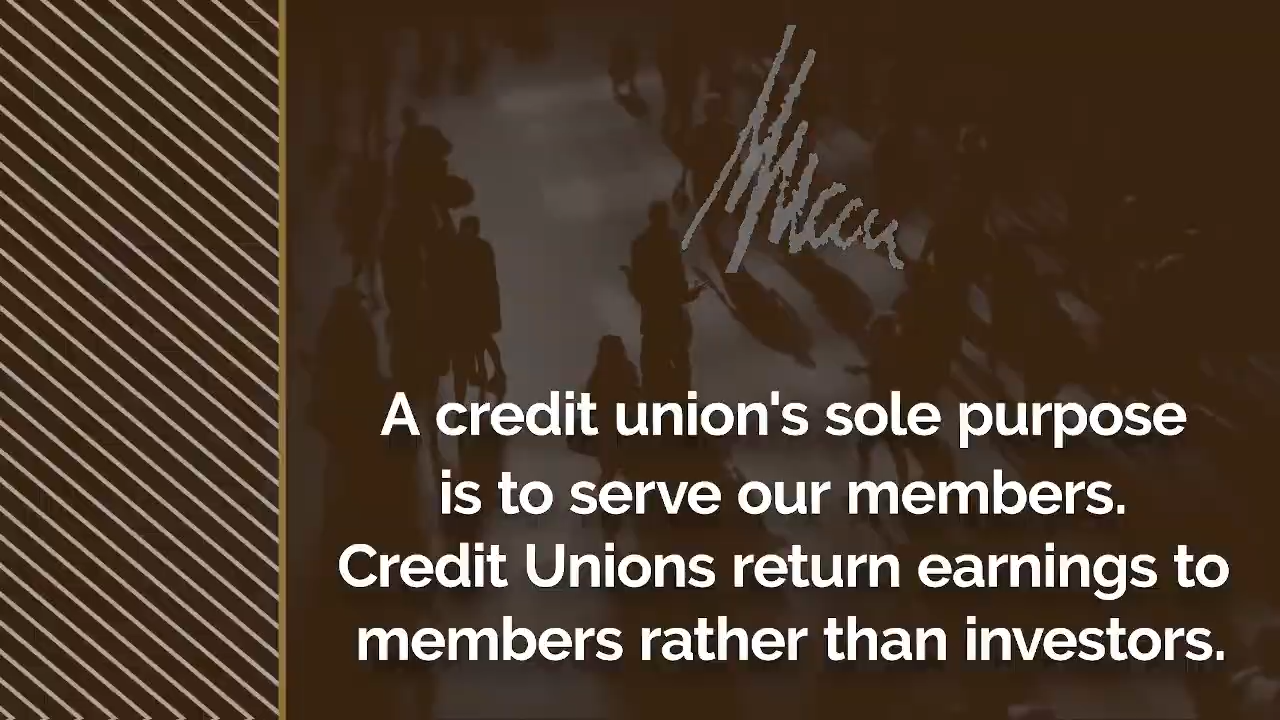 A credit union's sole purpose
is to serve our members.
Credit Unions return earnings to
members rather than investors.